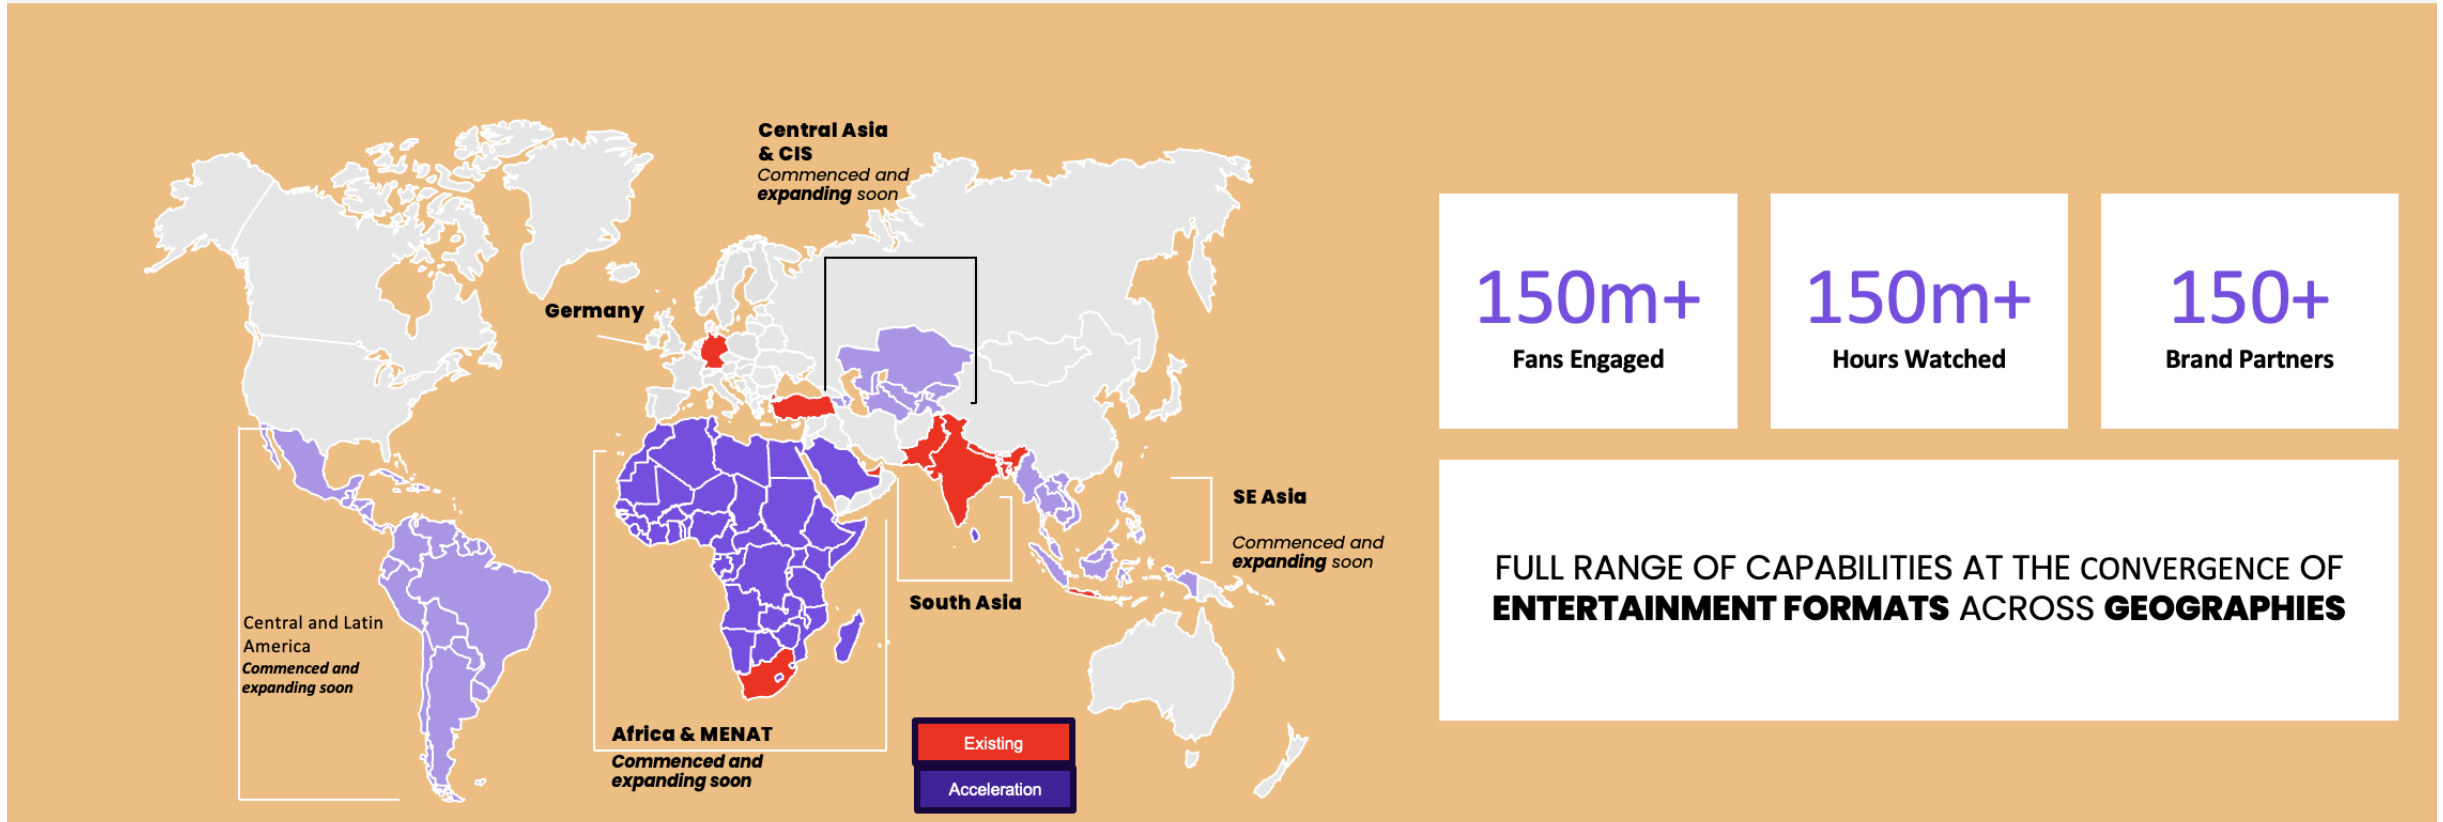 Central Asia
& CIS
Commenced and
expanding soon
Germany
SE Asia
Commenced and
expanding soon
South Asia
Central and Latin
America
Commenced and
expanding soon
Africa & MENAT
Commenced and
expanding soon
Existing
Acceleration
150m+
Fans Engaged
150m+
Hours Watched
150+
Brand Partners
FULL RANGE OF CAPABILITIES AT THE CONVERGENCE OF
ENTERTAINMENT FORMATS ACROSS GEOGRAPHIES